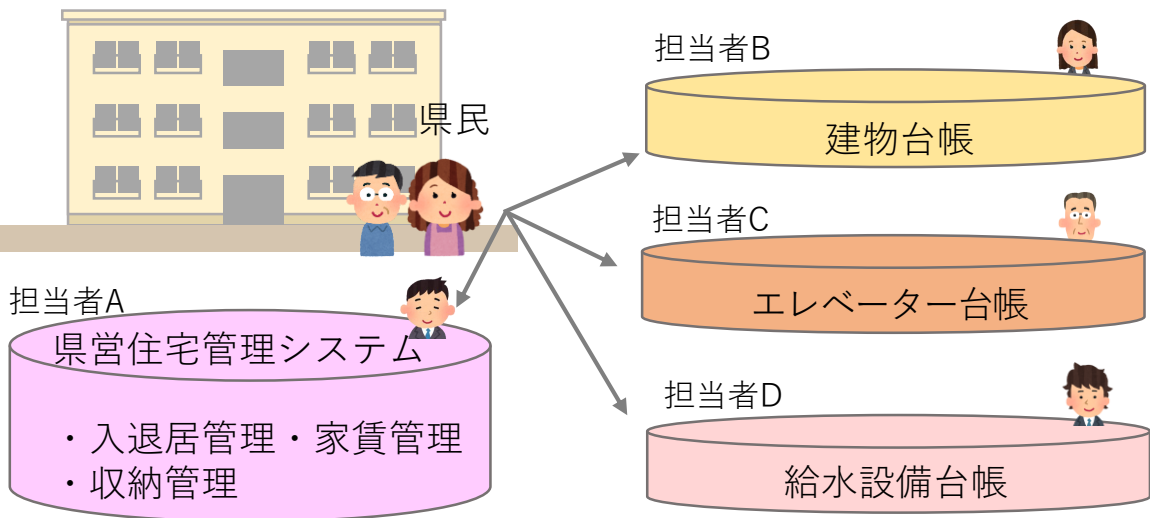 県民
担当者B
建物台帳
担当者C
エレベーター台帳
担当者A
県営住宅管理システム
・入退居管理・家賃管理
・収納管理
担当者D
給水設備台帳